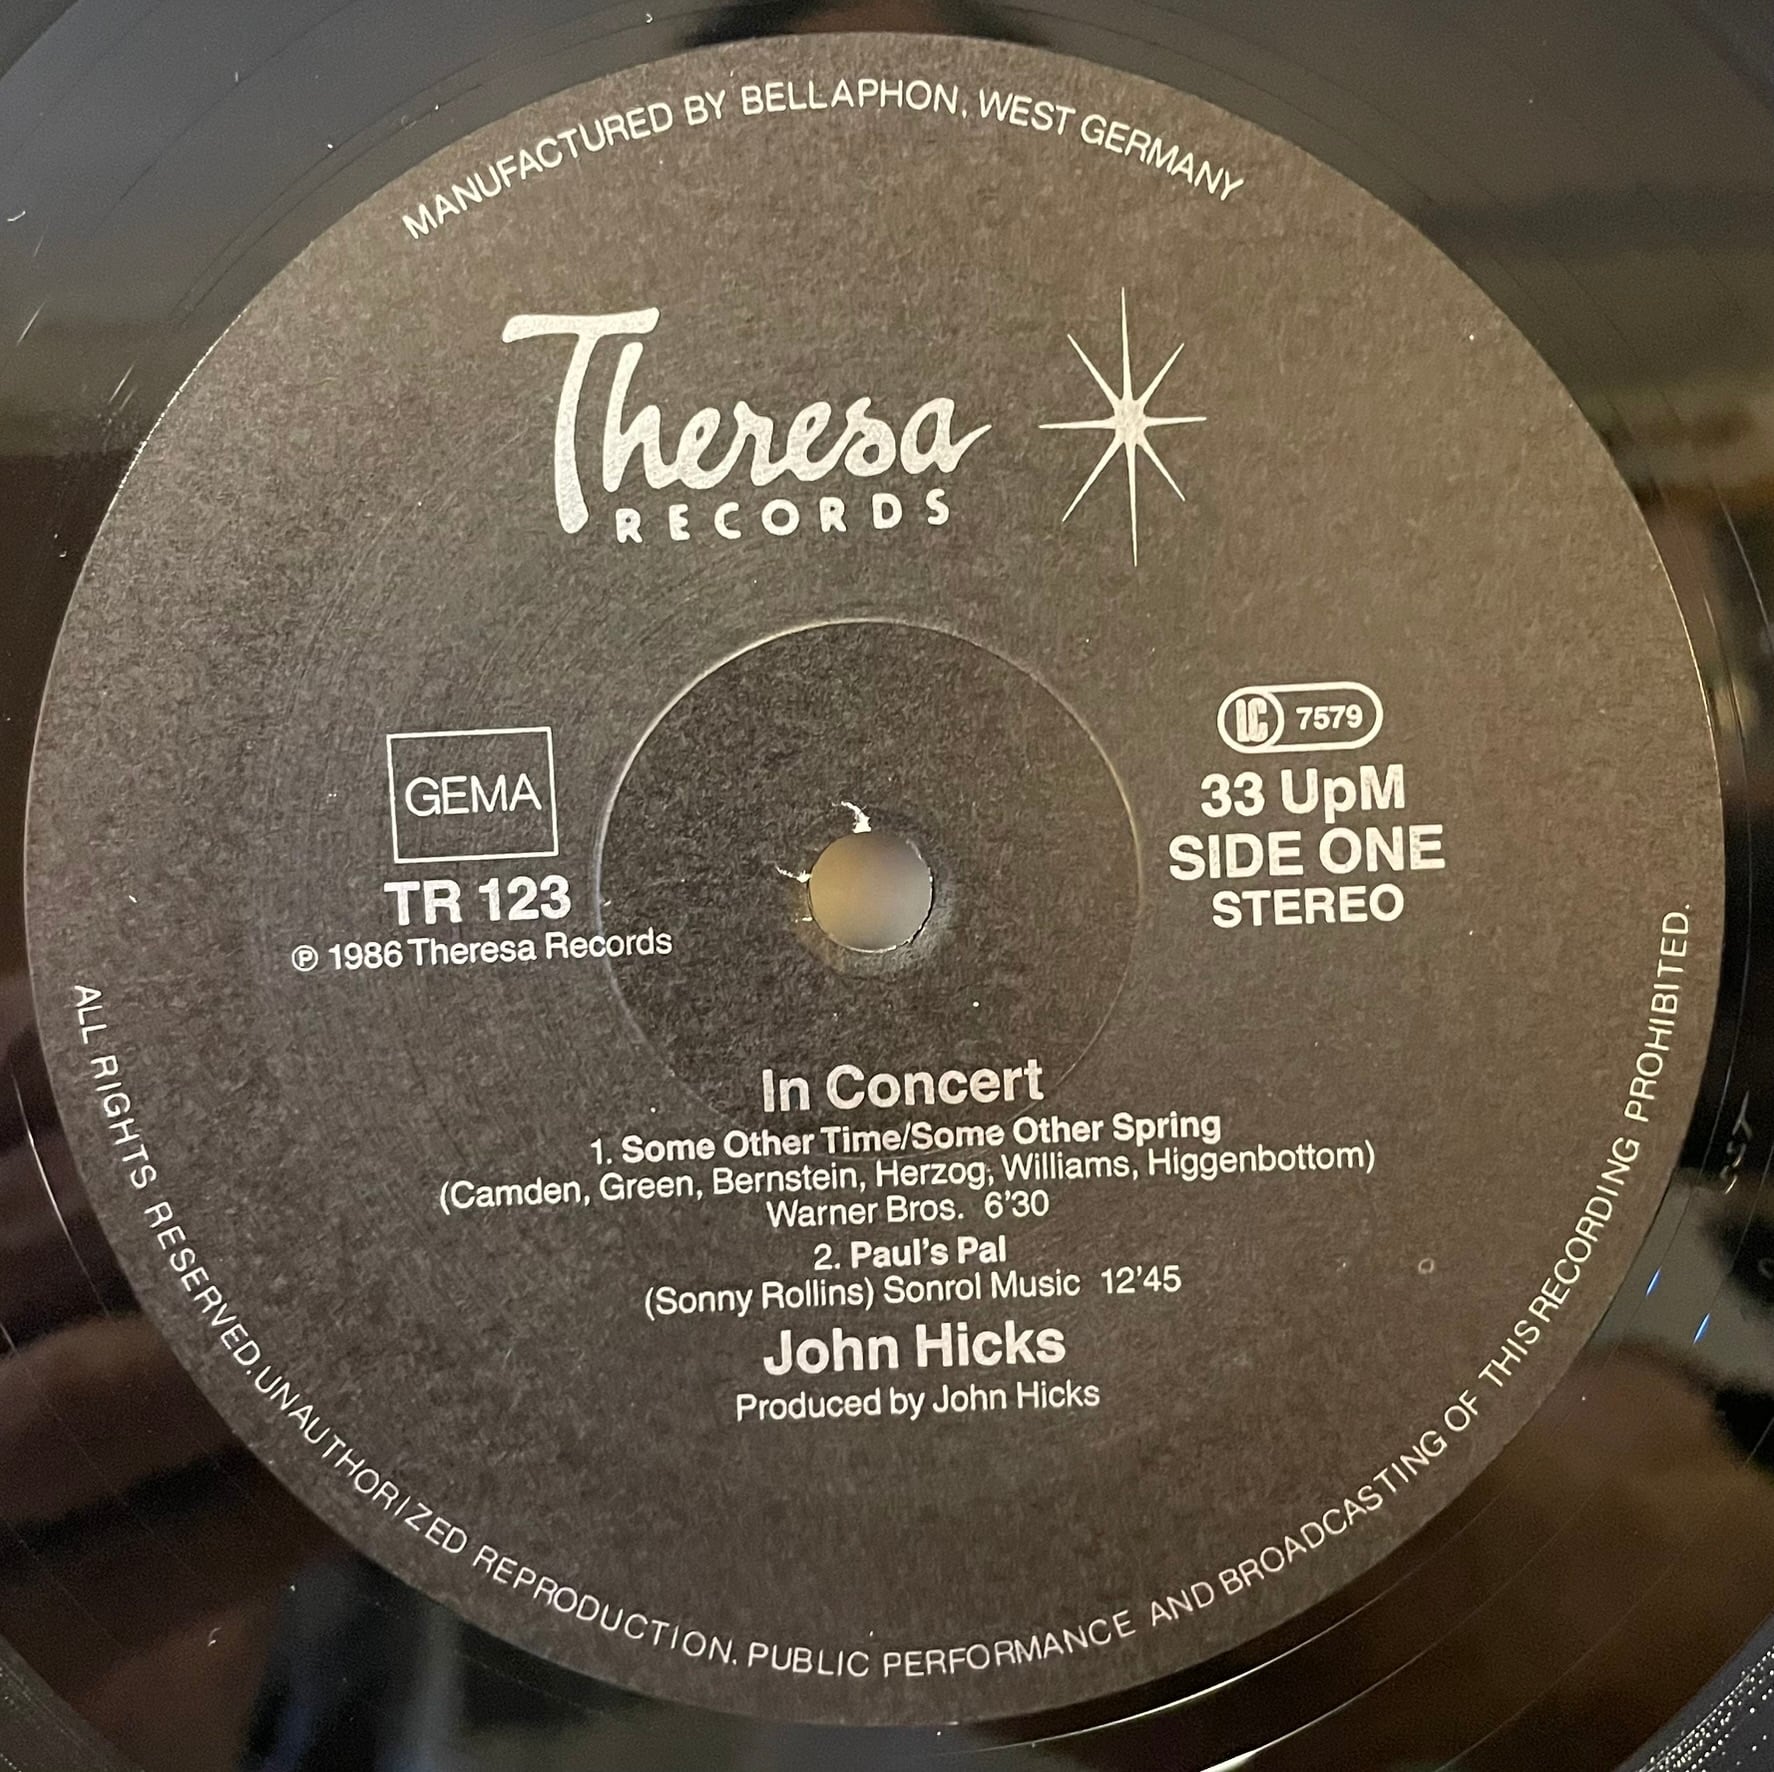 MANUFACTURED BY BELLAPHON, WEST GERMANY
Theresa
RECORDS
GEMA
TR 123
℗ 1986 Theresa Records
LC 7579
33 UpM
SIDE ONE
STEREO
In Concert
1. Some Other Time/Some Other Spring
(Camden, Green, Bernstein, Herzog, Williams, Higgenbottom)
Warner Bros. 6'30
2. Paul's Pal
(Sonny Rollins) Sonrol Music 12'45
John Hicks
Produced by John Hicks
ALL RIGHTS RESERVED. UNAUTHORIZED REPRODUCTION. PUBLIC PERFORMANCE AND BROADCASTING OF THIS RECORDING PROHIBITED.